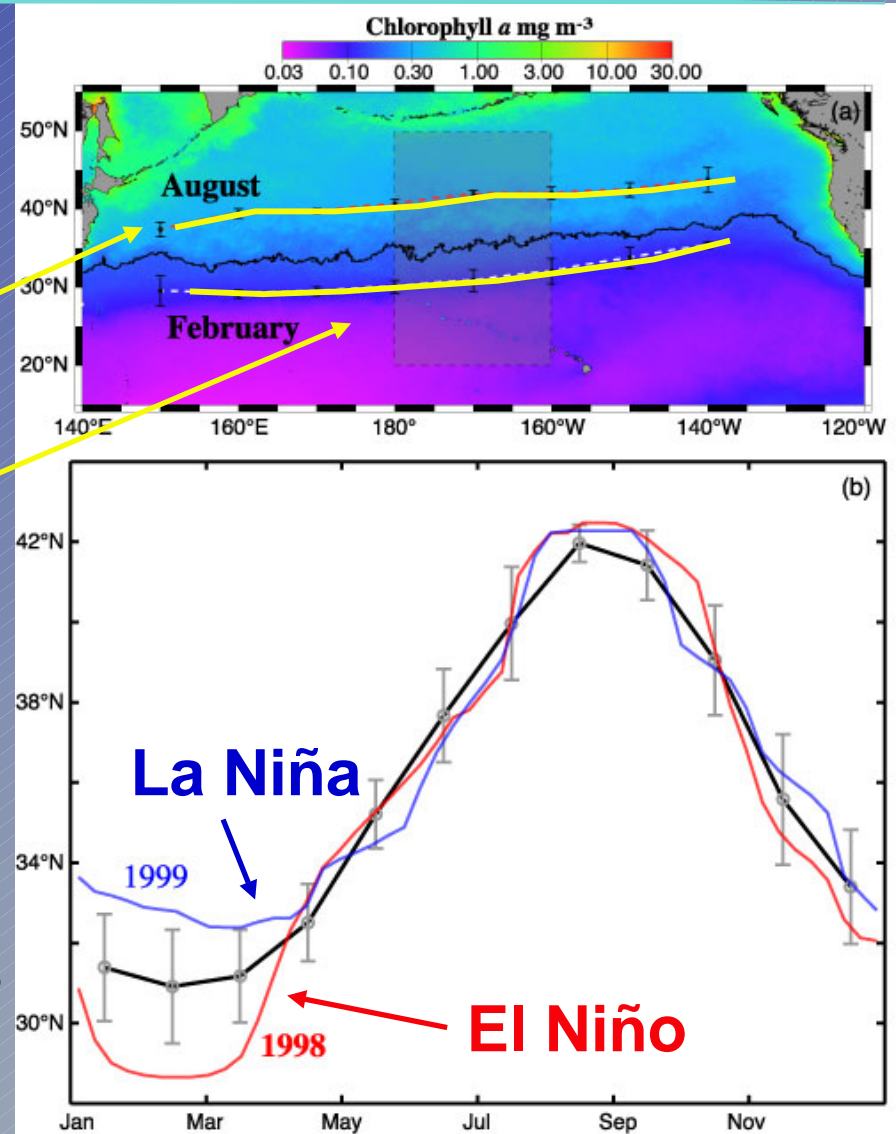 Chlorophyll a mg m-3
0.03 0.10 0.30 1.00 3.00 10.00 30.00
(a)
50°N
August
40°N
30°N
February
20°N
140°E 160°E 180° 160°W 140°W 120°W
(b)
42°N
38°N
La Niña
34°N
1999
30°N
El Niño
1998
Jan Mar May Jul Sep Nov